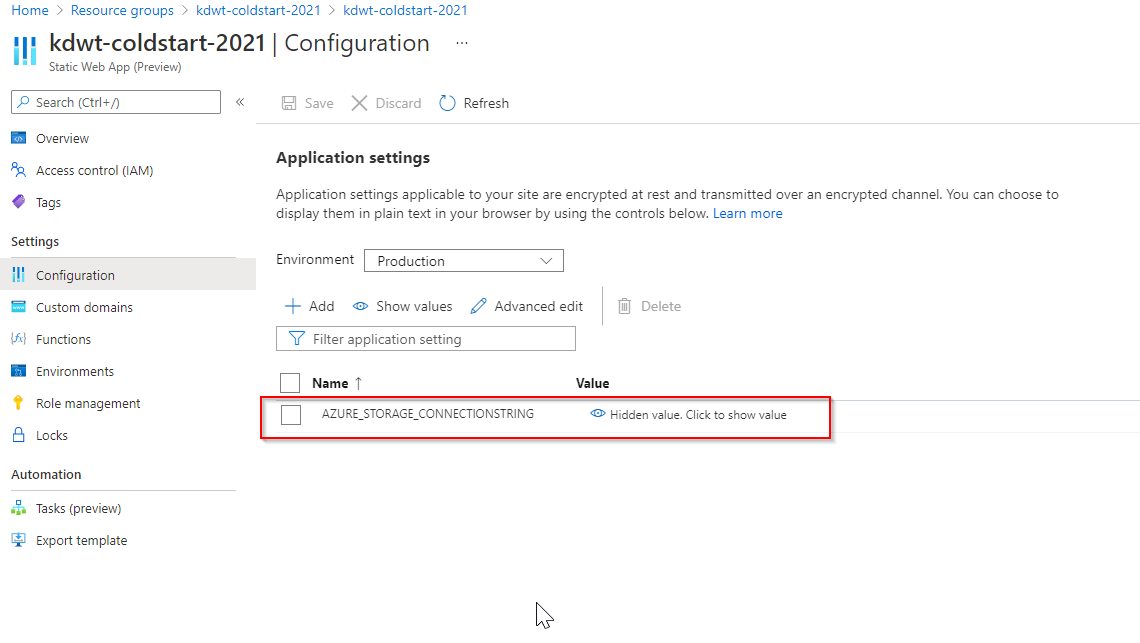 Home > Resource groups > kdwt-coldstart-2021 > kdwt-coldstart-2021
kdwt-coldstart-2021 | Configuration ...
Static Web App (Preview)
Search (Ctrl+/) «
Overview
Access control (IAM)
Tags
Settings
Configuration
Custom domains
Functions
Environments
Role management
Locks
Automation
Tasks (preview)
Export template
Save Discard Refresh
Application settings
Application settings applicable to your site are encrypted at rest and transmitted over an encrypted channel. You can choose to
display them in plain text in your browser by using the controls below. Learn more
Environment Production
Add Show values Advanced edit Delete
Filter application setting
Name ↑ Value
AZURE_STORAGE_CONNECTIONSTRING Hidden value. Click to show value